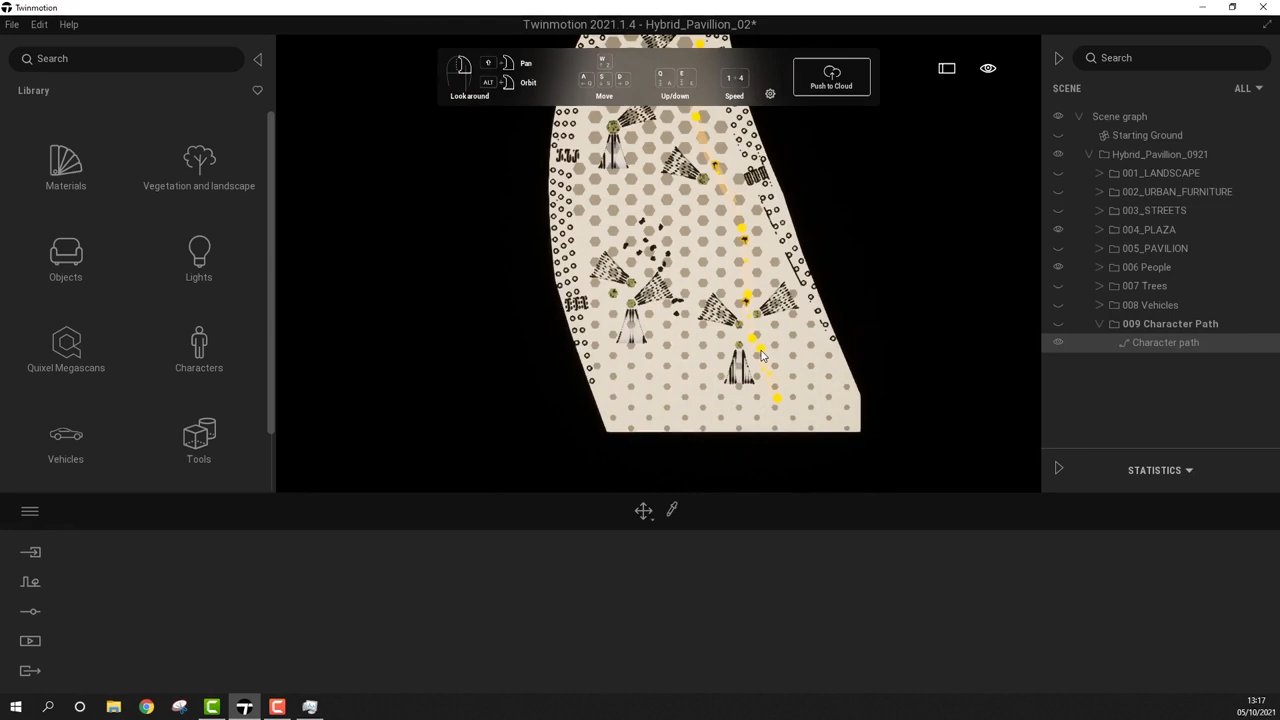 Twinmotion
File Edit Help
Twinmotion 2021.1.4 - Hybrid_Pavillion_02*
Search
Library
Materials
Vegetation and landscape
Objects
Lights
Quixel Megascans
Characters
Vehicles
Tools
Look around
Pan
ALT
Orbit
Move
Up/down
1 ÷ 4
Speed
Push to Cloud
Search
SCENE
ALL
Scene graph
Starting Ground
Hybrid_Pavillion_0921
001_LANDSCAPE
002_URBAN_FURNITURE
003_STREETS
004_PLAZA
005_PAVILION
006 People
007 Trees
008 Vehicles
009 Character Path
Character path
STATISTICS
13:17
05/10/2021